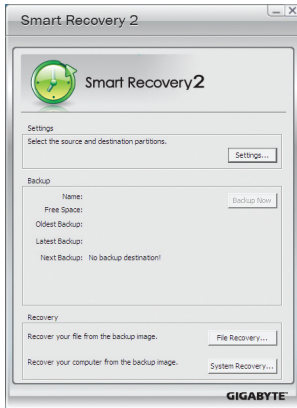 Smart Recovery 2
Smart Recovery2
Settings
Select the source and destination partitions.
Settings...
Backup
Name:
Backup Now
Free Space:
Oldest Backup:
Latest Backup:
Next Backup: No backup destination!
Recovery
Recover your file from the backup image.
File Recovery...
Recover your computer from the backup image.
System Recovery...
GIGABYTE™